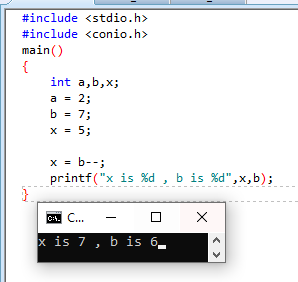 #include <stdio.h>
#include <conio.h>
main()
{
    int a,b,x;
    a = 2;
    b = 7;
    x = 5;

    x = b--;
    printf("x is %d , b is %d",x,b);
}
C:\. C...
x is 7 , b is 6